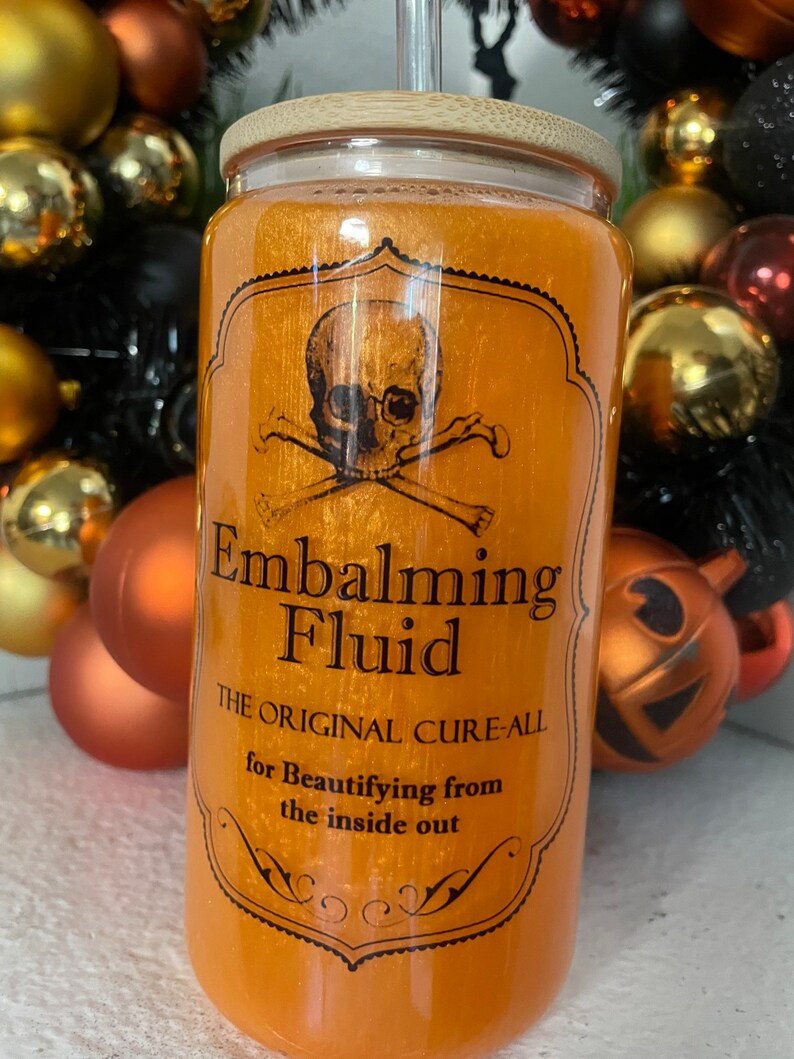 Embalming
Fluid
THE ORIGINAL CURE-ALL
for Beautifying from
the inside out